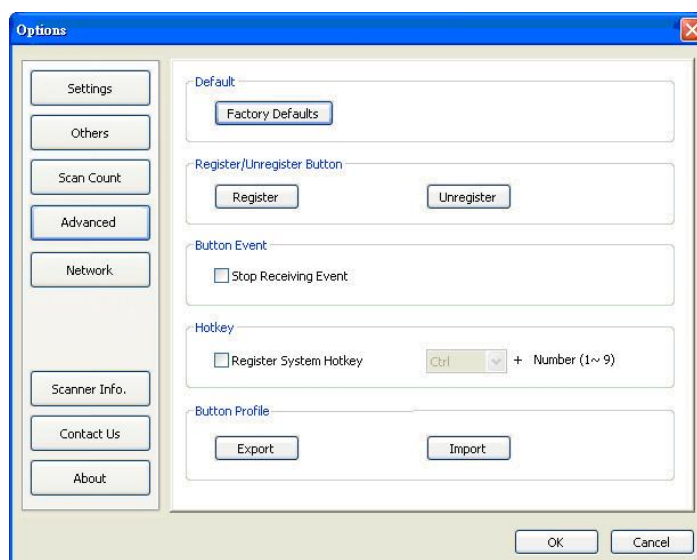 Options
Settings
Others
Scan Count
Advanced
Network
Scanner Info.
Contact Us
About
Default
Factory Defaults
Register/Unregister Button
Register Unregister
Button Event
Stop Receiving Event
Hotkey
Register System Hotkey Ctrl + Number (1~ 9)
Button Profile
Export Import
OK Cancel